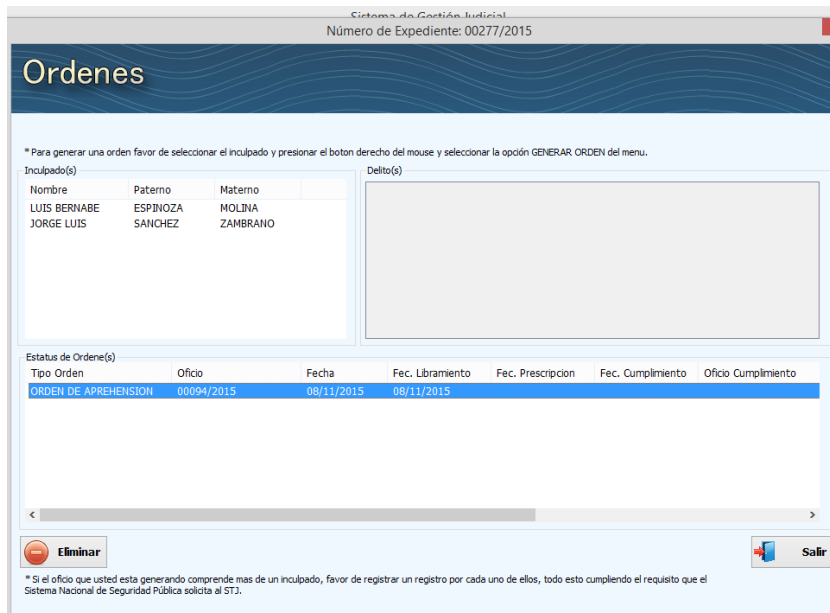 Sistema de Gestión Judicial
Número de Expediente: 00277/2015
Ordenes
* Para generar una orden favor de seleccionar el inculpado y presionar el boton derecho del mouse y seleccionar la opción GENERAR ORDEN del menu.
Inculpado(s) Delito(s)
Nombre Paterno Materno
LUIS BERNABE ESPINOZA MOLINA
JORGE LUIS SANCHEZ ZAMBRANO
Estatus de Ordene(s)
Tipo Orden Oficio Fecha Fec. Libramiento Fec. Prescripcion Fec. Cumplimiento Oficio Cumplimiento
ORDEN DE APREHENSION 00094/2015 08/11/2015 08/11/2015
Eliminar Salir
* Si el oficio que usted esta generando comprende mas de un inculpado, favor de registrar un registro por cada uno de ellos, todo esto cumpliendo el requisito que el
Sistema Nacional de Seguridad Pública solicita al STJ.